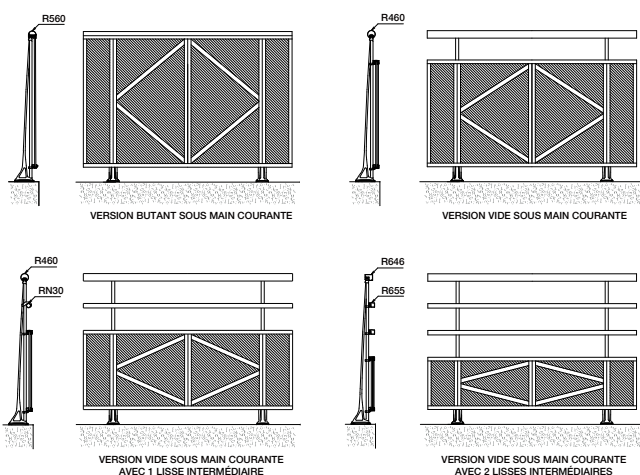 R560
VERSION BUTANT SOUS MAIN COURANTE
R460
VERSION VIDE SOUS MAIN COURANTE
R460
RN30
VERSION VIDE SOUS MAIN COURANTE
AVEC 1 LISSE INTERMÉDIAIRE
R646
R655
VERSION VIDE SOUS MAIN COURANTE
AVEC 2 LISSES INTERMÉDIAIRES